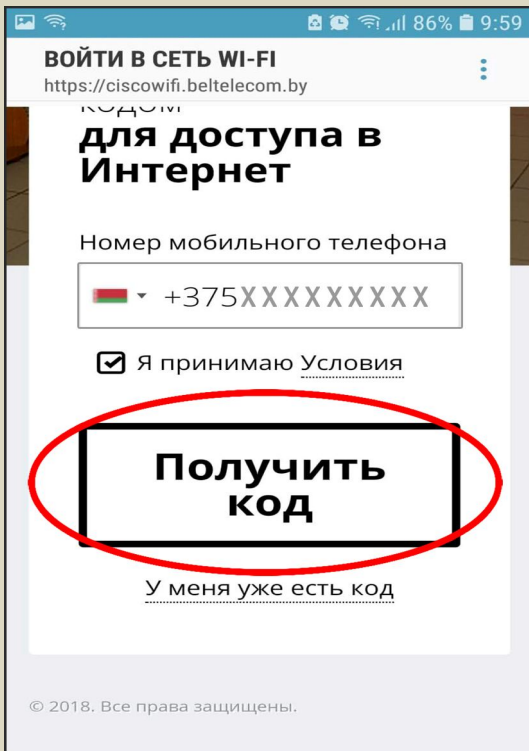 86% 9:59
ВОЙТИ В СЕТЬ WI-FI
https://ciscowifi.beltelecom.by
кодом
для доступа в
Интернет
Номер мобильного телефона
+375XXXXXXXXX
Я принимаю Условия
Получить
код
У меня уже есть код
© 2018. Все права защищены.